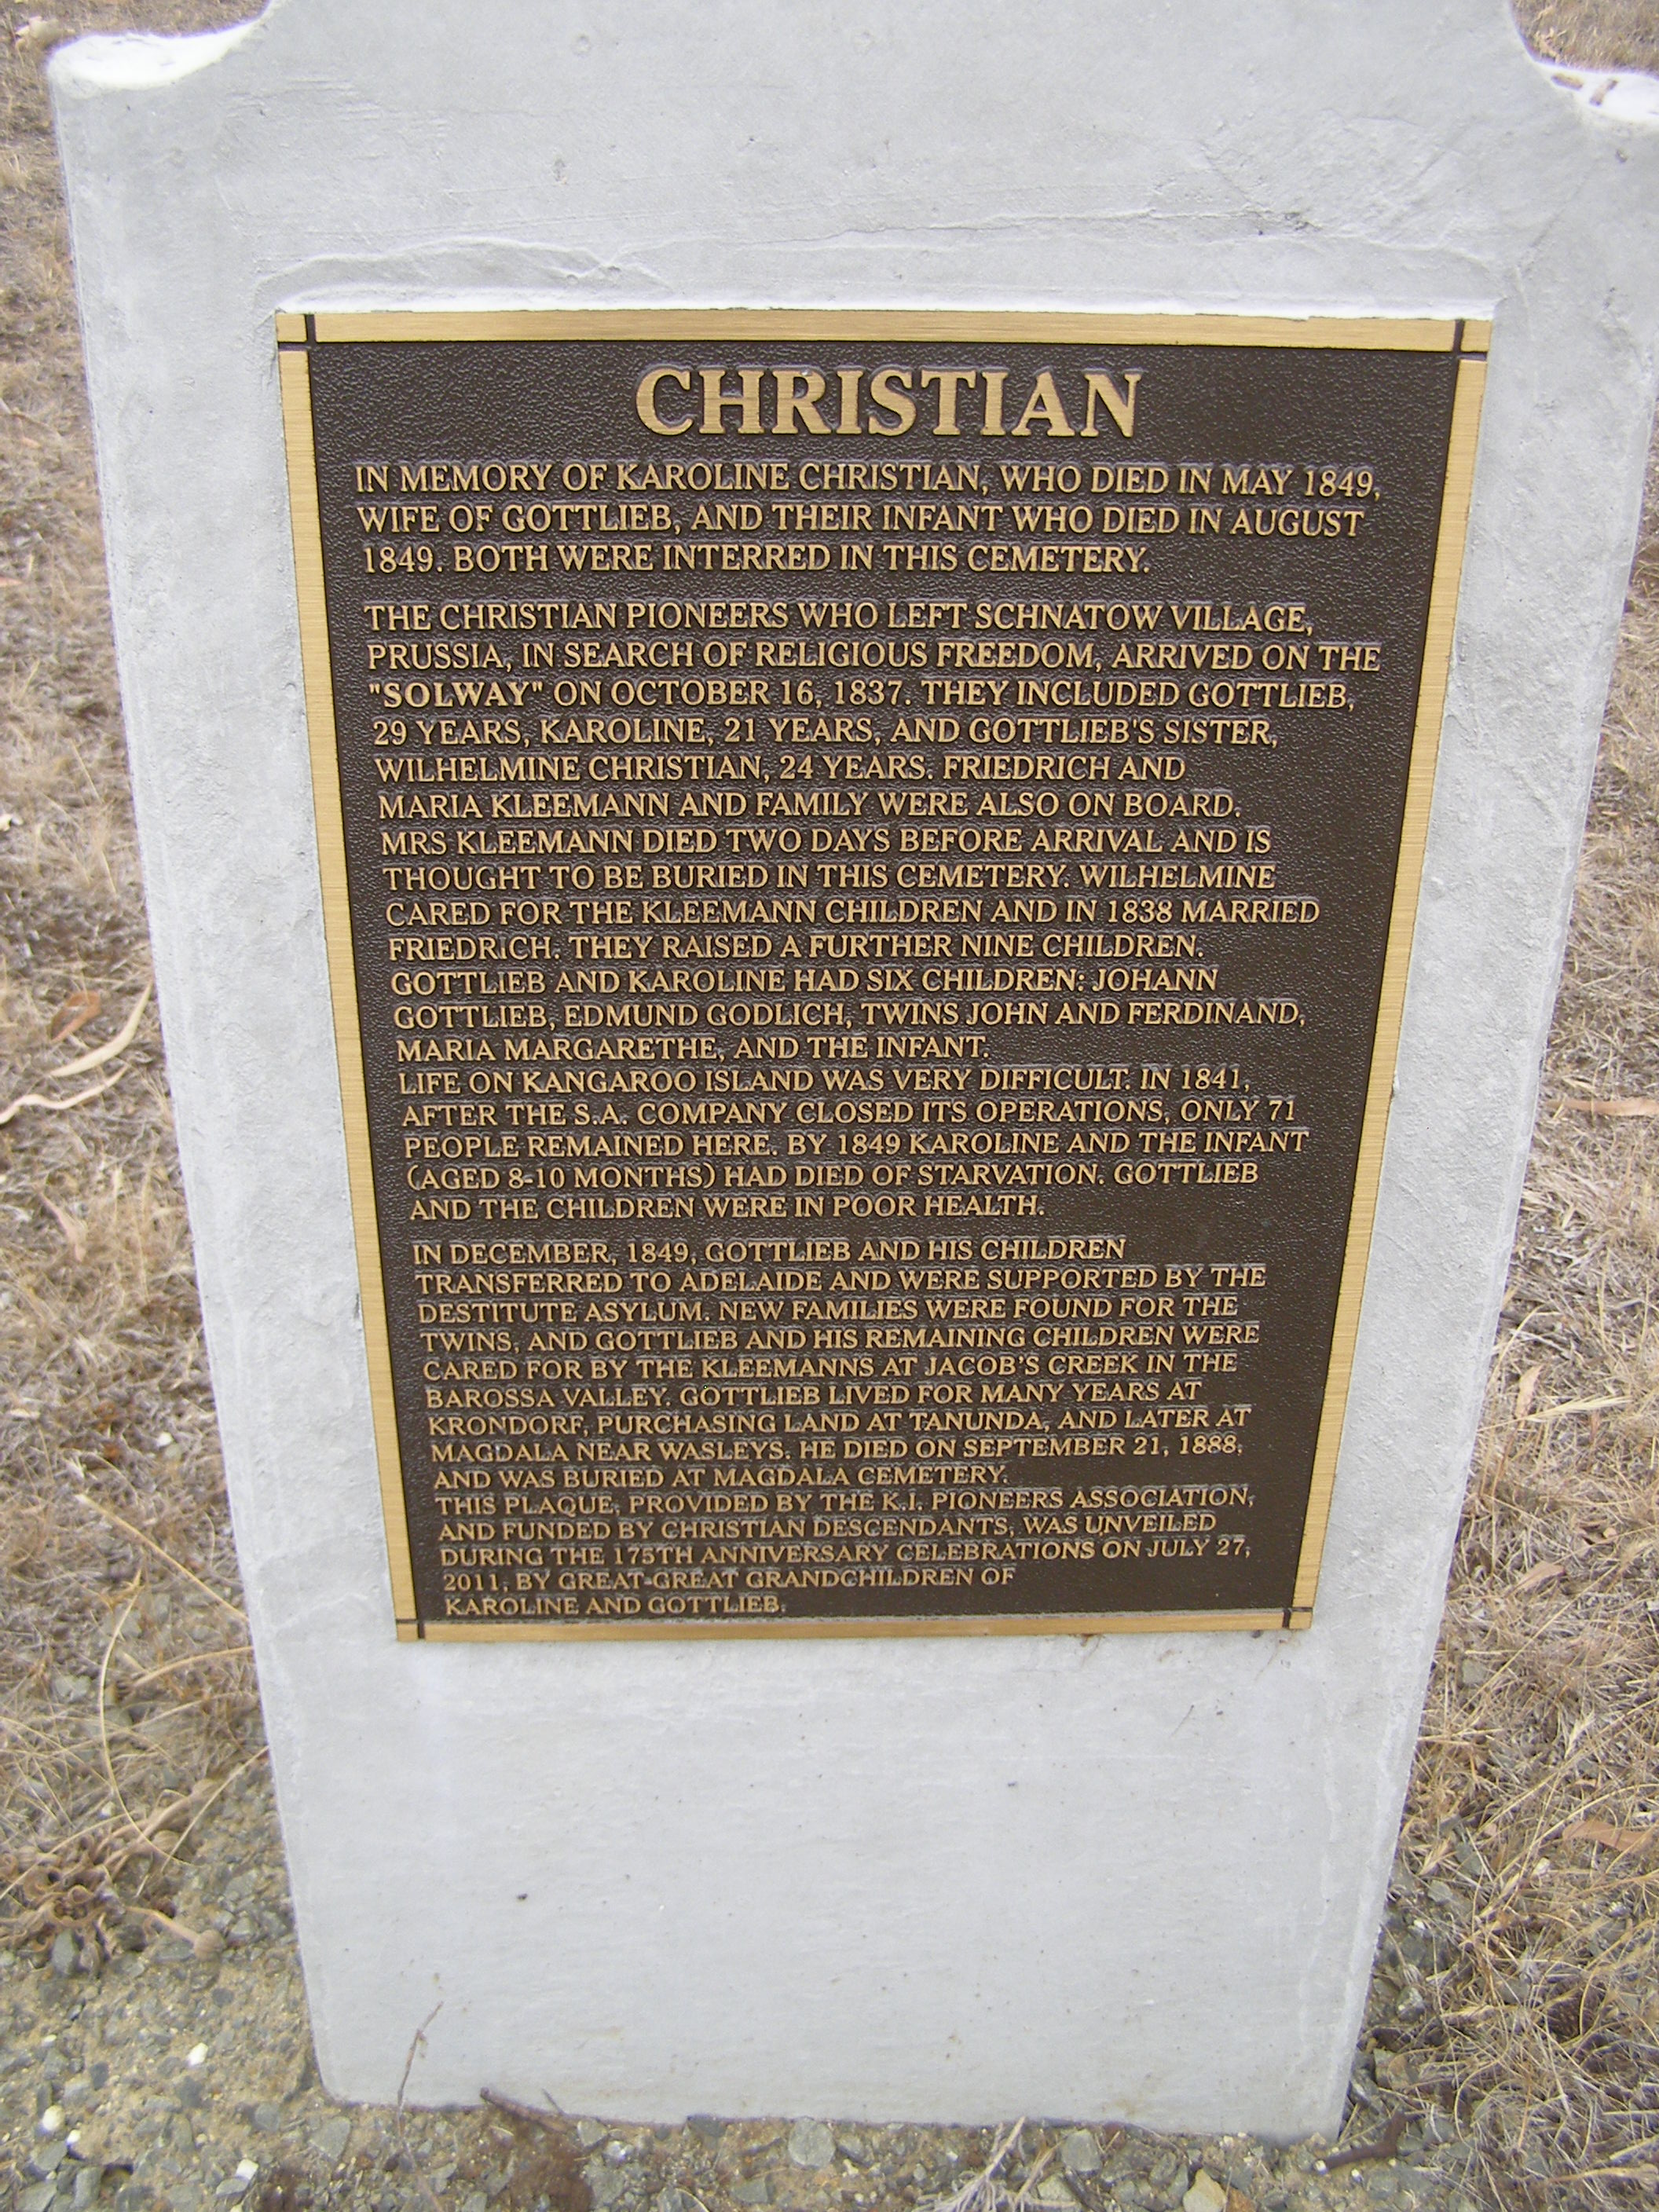 CHRISTIAN
IN MEMORY OF KAROLINE CHRISTIAN, WHO DIED IN MAY 1849,
WIFE OF GOTTLIEB, AND THEIR INFANT WHO DIED IN AUGUST
1849. BOTH WERE INTERRED IN THIS CEMETERY.
THE CHRISTIAN PIONEERS WHO LEFT SCHNATOW VILLAGE,
PRUSSIA, IN SEARCH OF RELIGIOUS FREEDOM, ARRIVED ON THE
"SOLWAY" ON OCTOBER 16, 1837. THEY INCLUDED GOTTLIEB,
29 YEARS, KAROLINE, 21 YEARS, AND GOTTLIEB'S SISTER,
WILHELMINE CHRISTIAN, 24 YEARS. FRIEDRICH AND
MARIA KLEEMANN AND FAMILY WERE ALSO ON BOARD.
MRS KLEEMANN DIED TWO DAYS BEFORE ARRIVAL AND IS
THOUGHT TO BE BURIED IN THIS CEMETERY. WILHELMINE
CARED FOR THE KLEEMANN CHILDREN AND IN 1838 MARRIED
FRIEDRICH. THEY RAISED A FURTHER NINE CHILDREN.
GOTTLIEB AND KAROLINE HAD SIX CHILDREN: JOHANN
GOTTLIEB, EDMUND GODLICH, TWINS JOHN AND FERDINAND,
MARIA MARGARETHE, AND THE INFANT.
LIFE ON KANGAROO ISLAND WAS VERY DIFFICULT. IN 1841,
AFTER THE S.A. COMPANY CLOSED ITS OPERATIONS, ONLY 71
PEOPLE REMAINED HERE. BY 1849 KAROLINE AND THE INFANT
(AGED 8-10 MONTHS) HAD DIED OF STARVATION. GOTTLIEB
AND THE CHILDREN WERE IN POOR HEALTH.
IN DECEMBER, 1849, GOTTLIEB AND HIS CHILDREN
TRANSFERRED TO ADELAIDE AND WERE SUPPORTED BY THE
DESTITUTE ASYLUM. NEW FAMILIES WERE FOUND FOR THE
TWINS, AND GOTTLIEB AND HIS REMAINING CHILDREN WERE
CARED FOR BY THE KLEEMANNS AT JACOB'S CREEK IN THE
BAROSSA VALLEY. GOTTLIEB LIVED FOR MANY YEARS AT
KRONDORF, PURCHASING LAND AT TANUNDA, AND LATER AT
MAGDALA NEAR WASLEYS. HE DIED ON SEPTEMBER 21, 1888,
AND WAS BURIED AT MAGDALA CEMETERY.
THIS PLAQUE, PROVIDED BY THE K.I. PIONEERS ASSOCIATION,
AND FUNDED BY CHRISTIAN DESCENDANTS, WAS UNVEILED
DURING THE 175TH ANNIVERSARY CELEBRATIONS ON JULY 27,
2011, BY GREAT-GREAT GRANDCHILDREN OF
KAROLINE AND GOTTLIEB.